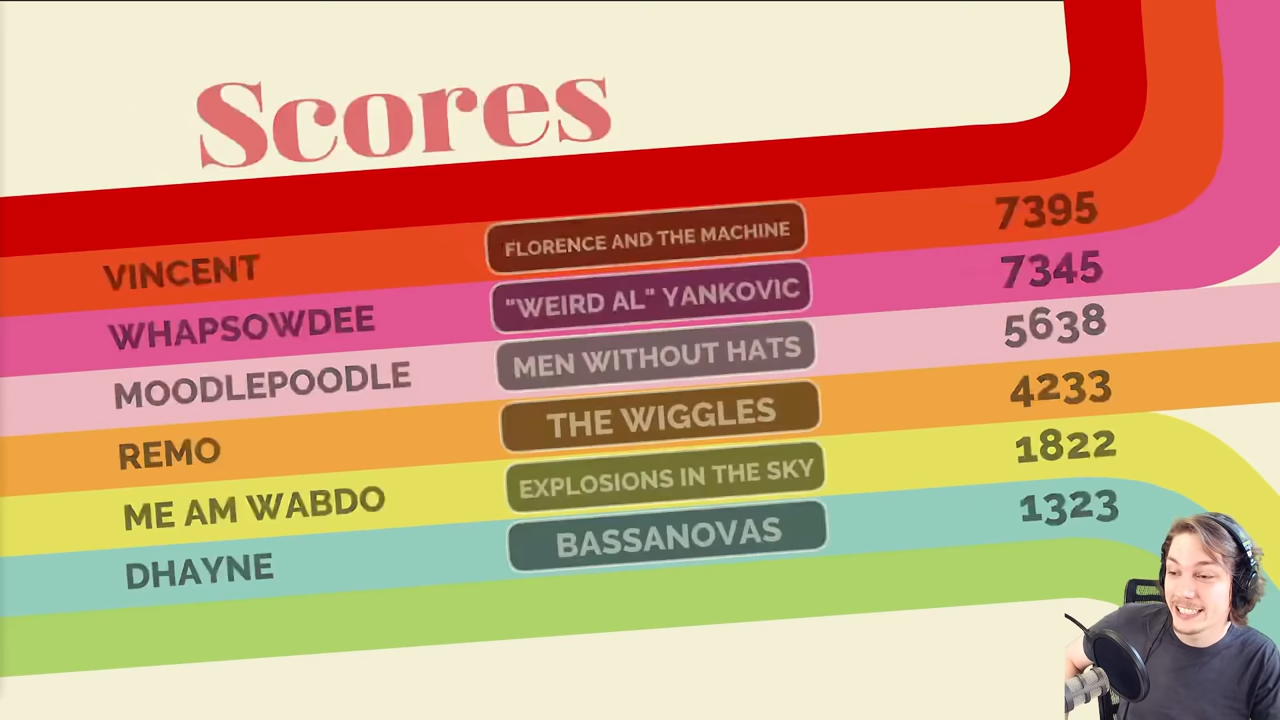 Scores
VINCENT FLORENCE AND THE MACHINE 7395
WHAPSOWDEE "WEIRD AL" YANKOVIC 7345
MOODLEPOODLE MEN WITHOUT HATS 5638
REMO THE WIGGLES 4233
ME AM WABDO EXPLOSIONS IN THE SKY 1822
DHAYNE BASSANOVAS 1323